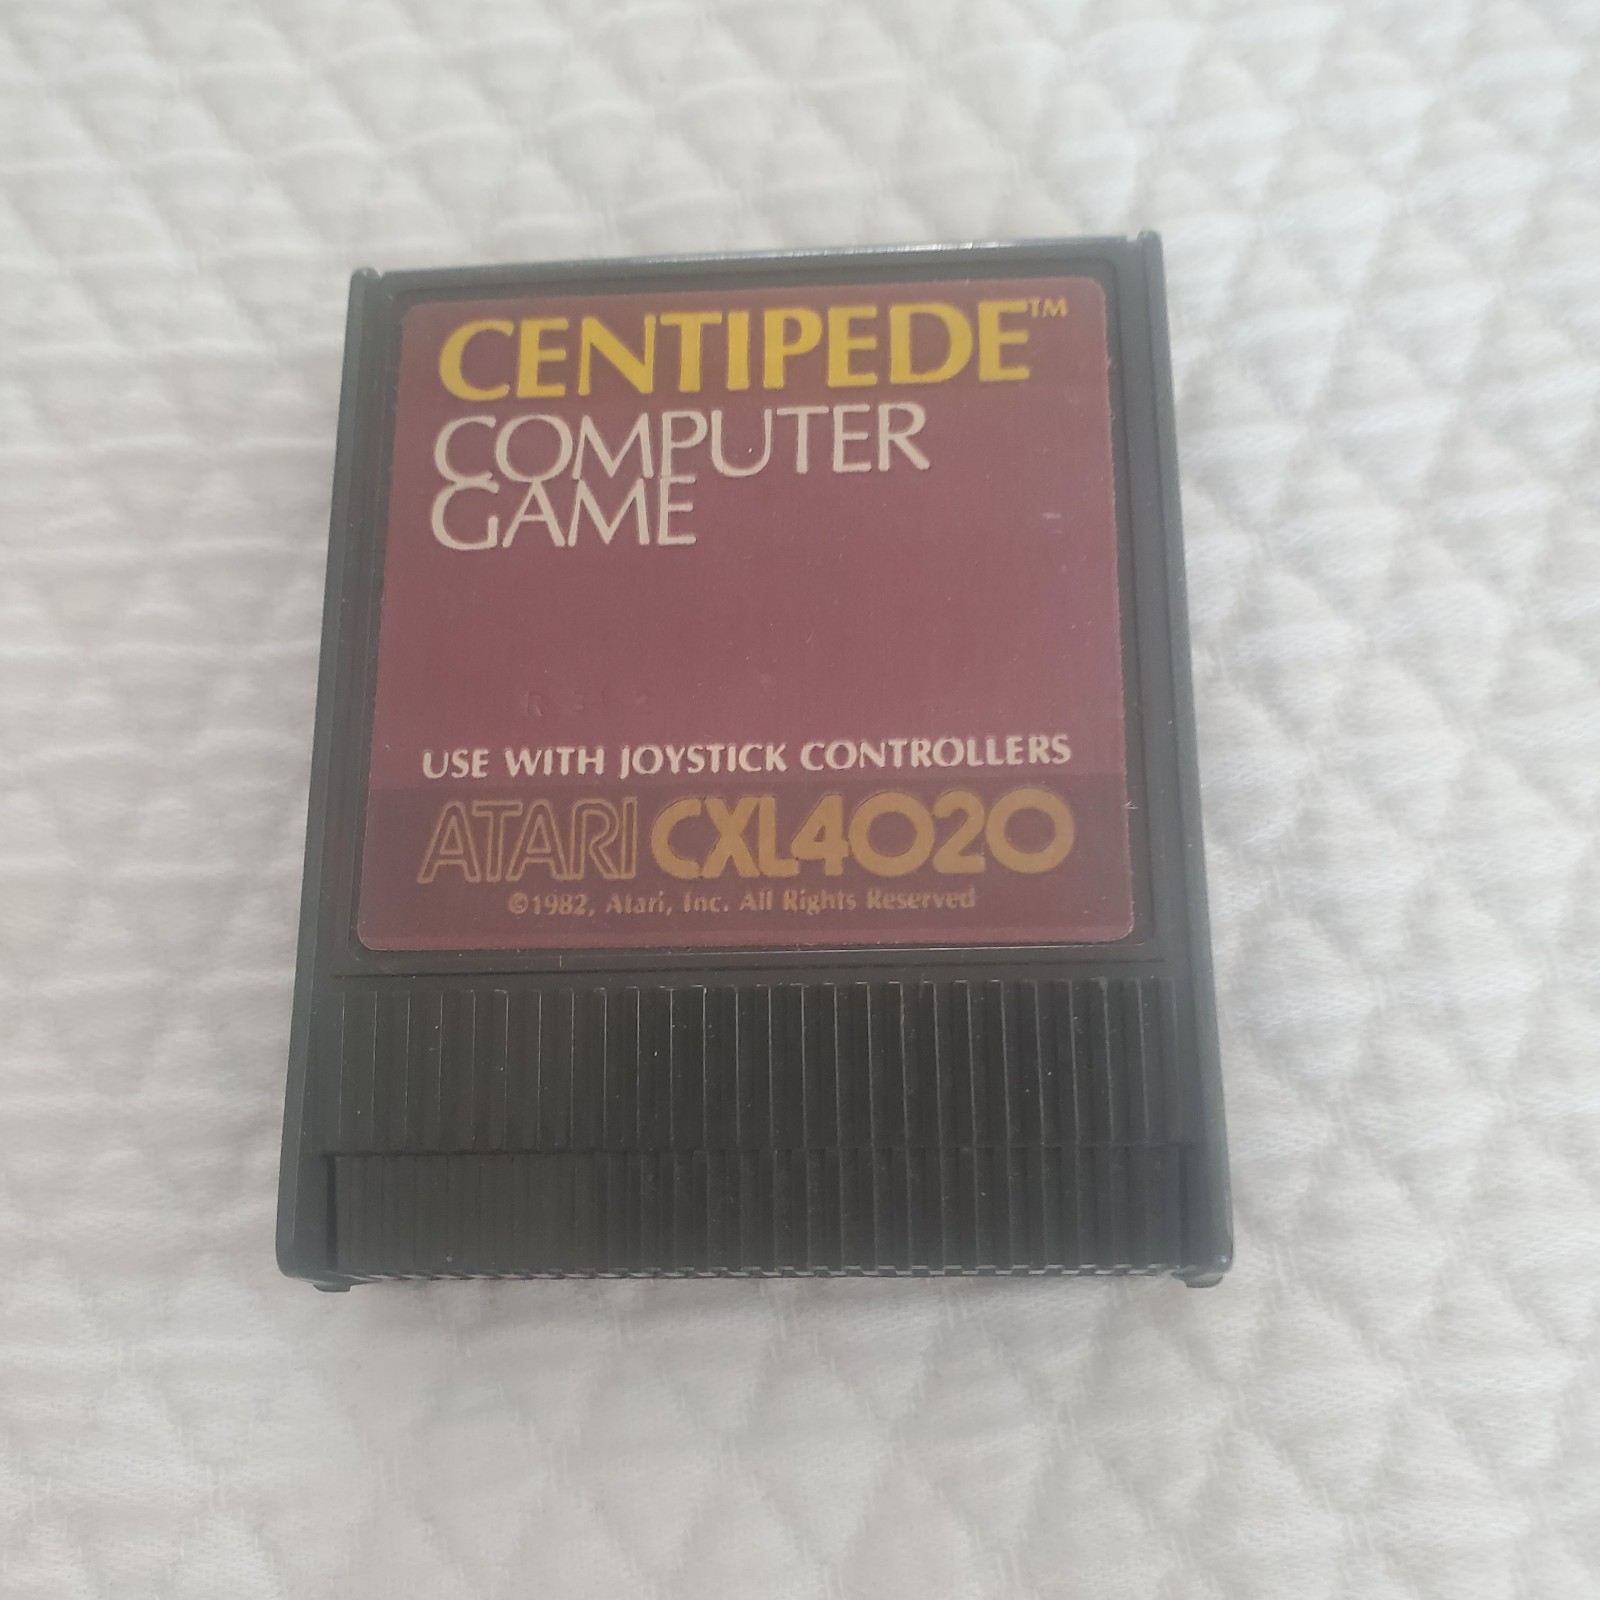 CENTIPEDE™
COMPUTER
GAME
USE WITH JOYSTICK CONTROLLERS
ATARI CXL4020
©1982, Atari, Inc. All Rights Reserved